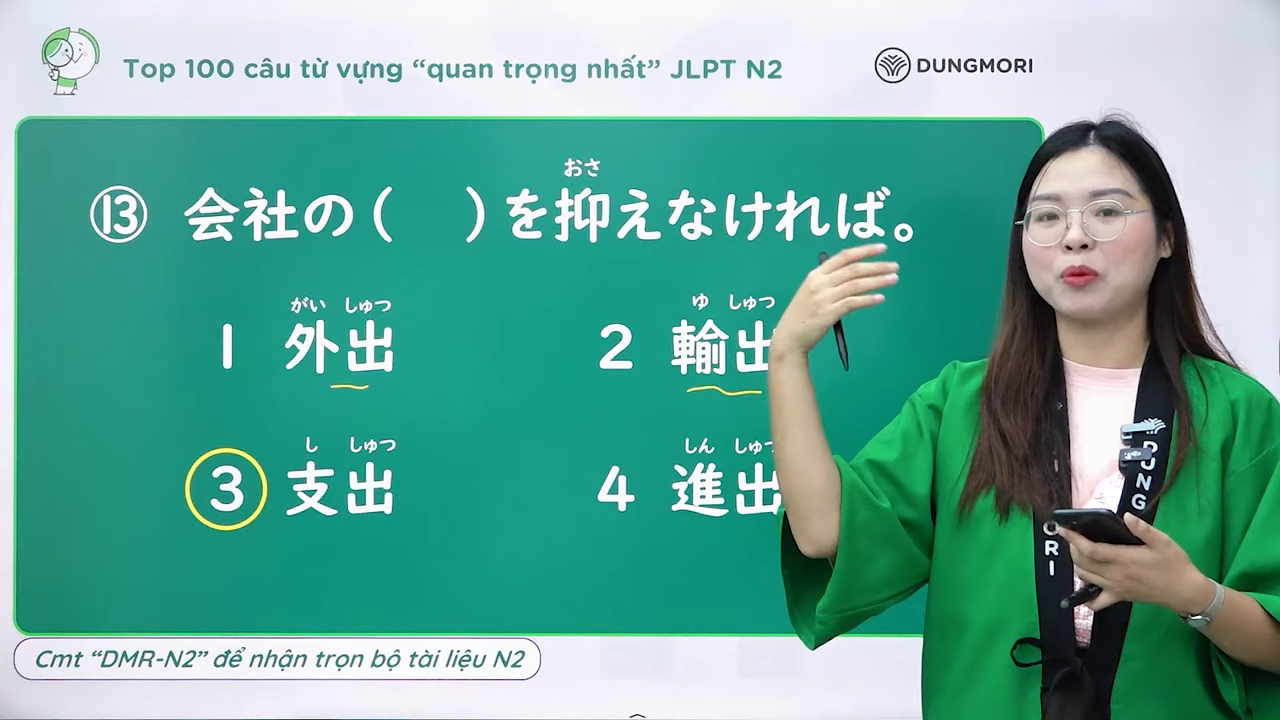 Top 100 câu từ vựng “quan trọng nhất” JLPT N2
DUNGMORI
おさ
⑬ 会社の( )を抑えなければ。
がい しゅつ
1 外出
ゆ しゅつ
2 輸出
し しゅつ
3 支出
しん しゅつ
4 進出
Cmt “DMR-N2” để nhận trọn bộ tài liệu N2
DUNG
ORI